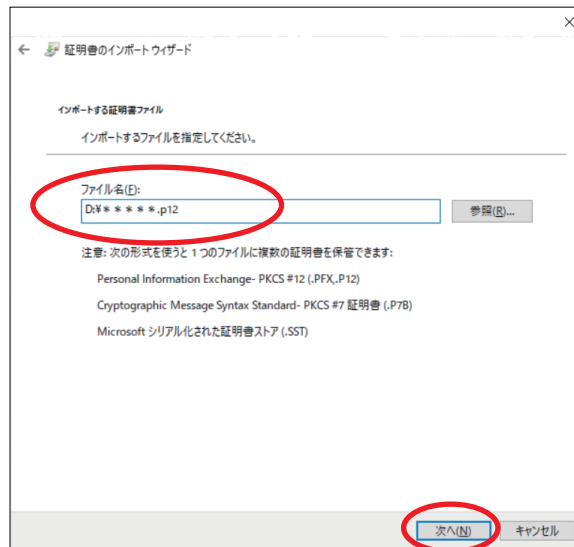 証明書のインポート ウィザード
インポートする証明書ファイル
インポートするファイルを指定してください。
ファイル名(F):
D:¥＊＊＊＊＊.p12
参照(R)...
注意: 次の形式を使うと 1 つのファイルに複数の証明書を保管できます:
Personal Information Exchange- PKCS #12 (.PFX,.P12)
Cryptographic Message Syntax Standard- PKCS #7 証明書 (.P7B)
Microsoft シリアル化された証明書ストア (.SST)
次へ(N) キャンセル